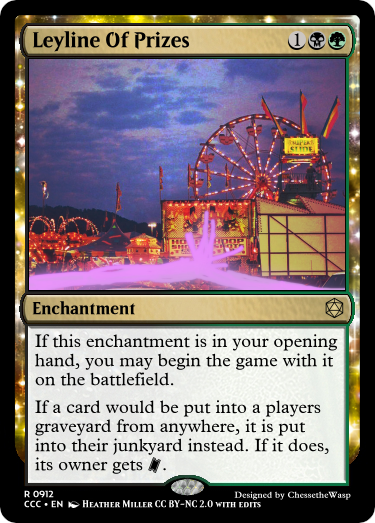 Leyline Of Prizes
1
Enchantment
If this enchantment is in your opening
hand, you may begin the game with it
on the battlefield.
If a card would be put into a players
graveyard from anywhere, it is put
into their junkyard instead. If it does,
its owner gets .
R 0912
Designed by ChessetheWasp
CCC • EN Heather Miller CC BY-NC 2.0 with edits